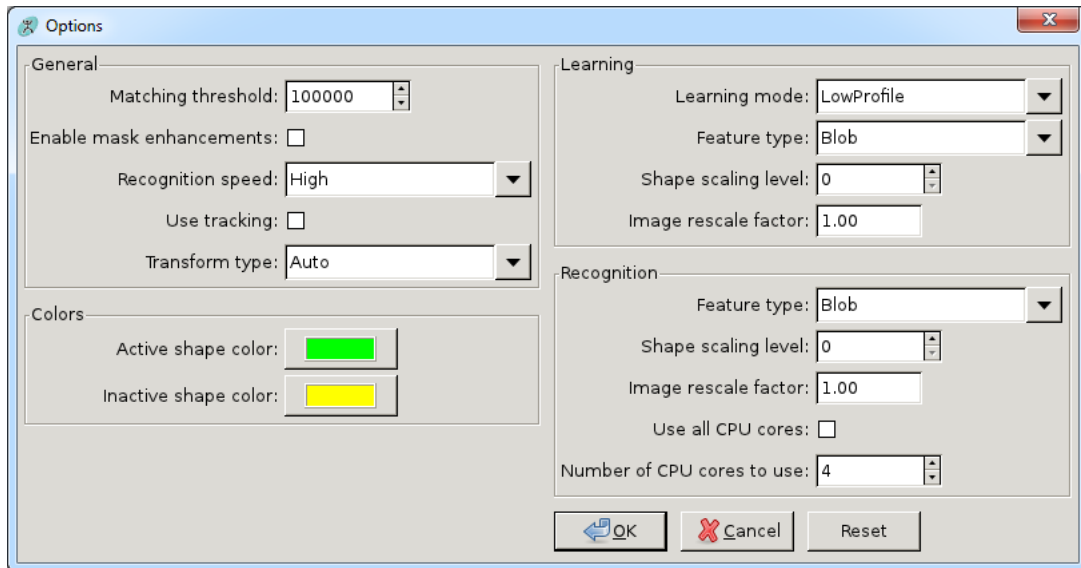 Options
General
Matching threshold: 100000
Enable mask enhancements:
Recognition speed: High
Use tracking:
Transform type: Auto
Colors
Active shape color:
Inactive shape color:
Learning
Learning mode: LowProfile
Feature type: Blob
Shape scaling level: 0
Image rescale factor: 1.00
Recognition
Feature type: Blob
Shape scaling level: 0
Image rescale factor: 1.00
Use all CPU cores:
Number of CPU cores to use: 4
OK Cancel Reset